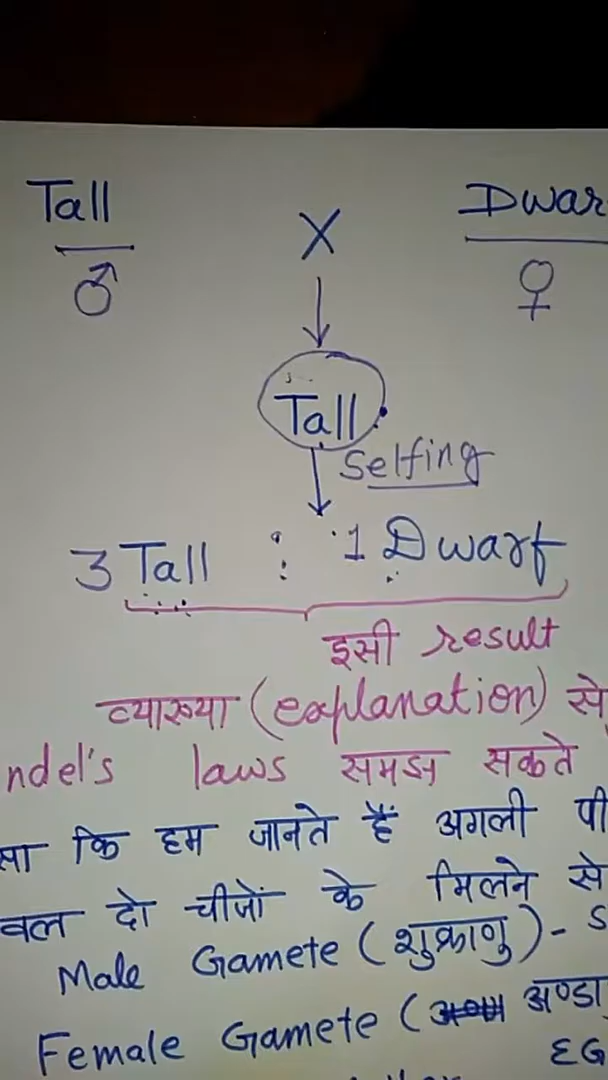 Tall X Dwar
♂ ♀
Tall
Selfing
3 Tall : 1 Dwarf
इसी result
व्याख्या (explanation) से
ndel's laws समझ सकते
सा कि हम जानते हैं अगली पी
वल दो चीजों के मिलने से
Male Gamete (शुक्राणु) - S
Female Gamete ( अण्डा
EG